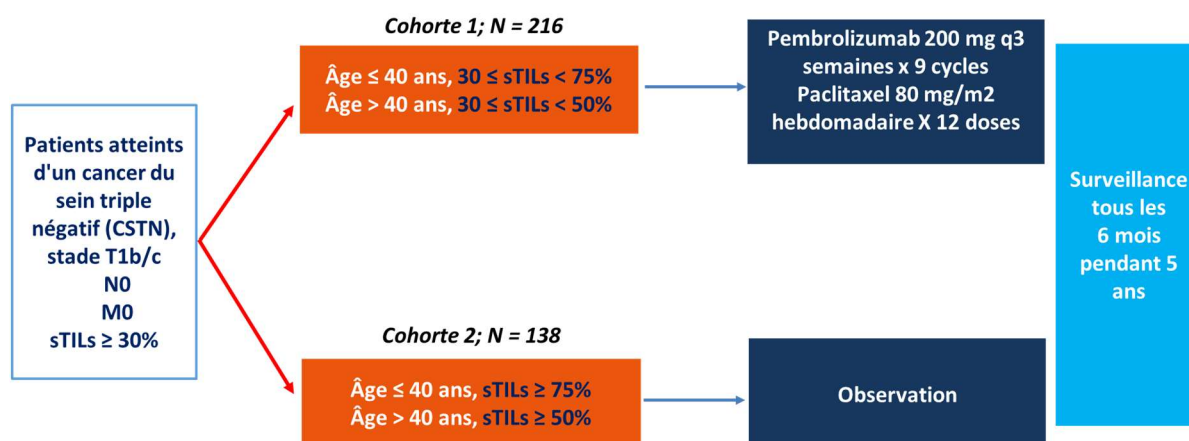 Patients atteints
d'un cancer du
sein triple
négatif (CSTN),
stade T1b/c
N0
M0
sTILs ≥ 30%
Cohorte 1; N = 216
Âge ≤ 40 ans, 30 ≤ sTILs < 75%
Âge > 40 ans, 30 ≤ sTILs < 50%
Pembrolizumab 200 mg q3
semaines x 9 cycles
Paclitaxel 80 mg/m2
hebdomadaire X 12 doses
Cohorte 2; N = 138
Âge ≤ 40 ans, sTILs ≥ 75%
Âge > 40 ans, sTILs ≥ 50%
Observation
Surveillance
tous les
6 mois
pendant 5
ans